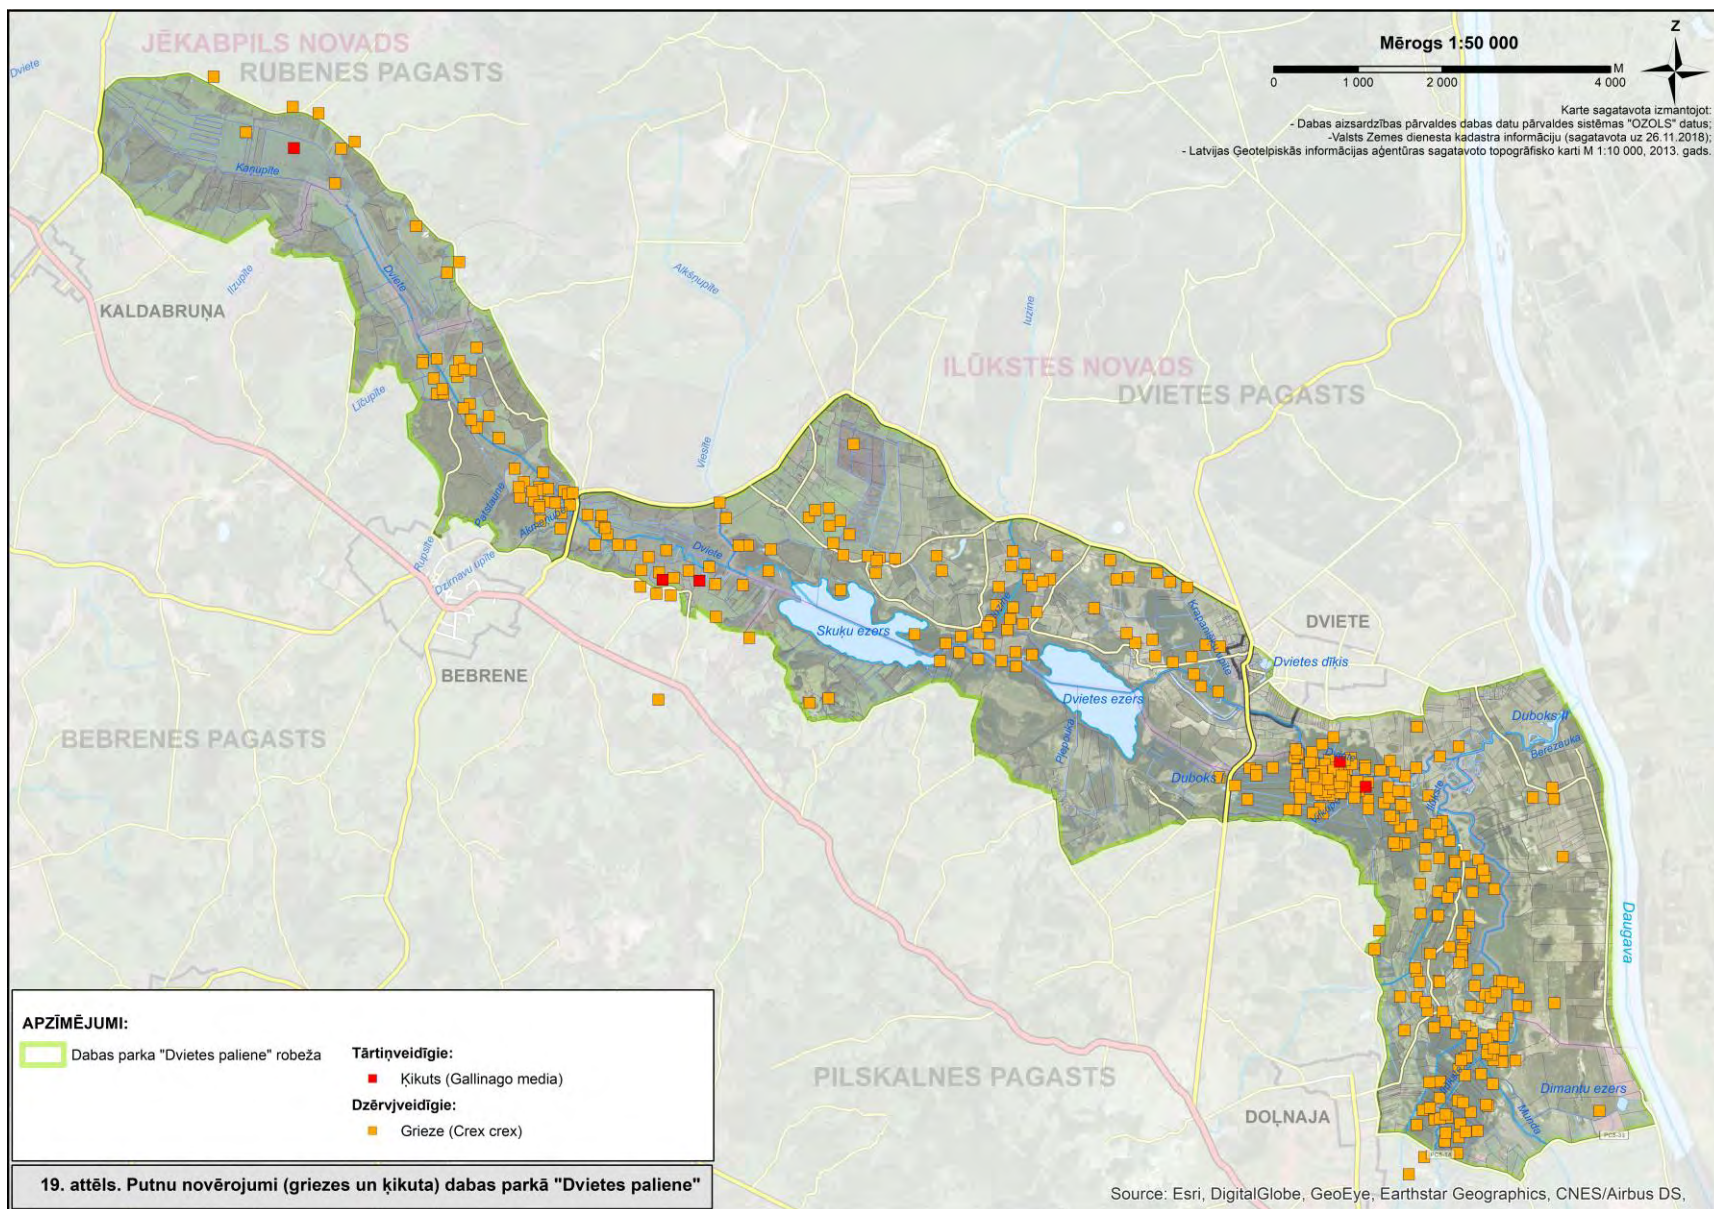 JĒKABPILS NOVADS
RUBENES PAGASTS
Mērogs 1:50 000
Z
0 1 000 2 000 4 000 M
Karte sagatavota izmantojot:
- Dabas aizsardzības pārvaldes dabas datu pārvaldes sistēmas "OZOLS" datus;
-Valsts Zemes dienesta kadastra informāciju (sagatavota uz 26.11.2018);
- Latvijas Ģeotelpiskās informācijas aģentūras sagatavoto topogrāfisko karti M 1:10 000, 2013. gads.
Dviete
Kaņupīte
Ilzupīte
Dviete
Alkšņupīte
Iuzine
KALDABRUŅA
ILŪKSTES NOVADS
DVIETES PAGASTS
Līčupīte
Viesīte
Akmeņupīte
Rupsīte
Dzirnavu upīte
Dviete
Skuķu ezers
DVIETE
Dvietes dīķis
BEBRENE
Dvietes ezers
BEBRENES PAGASTS
Duboks II
Berezauka
Duboks I
Ilūkste
Daugava
PILSKALNES PAGASTS
DOĻNAJA
Dimantu ezers
Munda
APZĪMĒJUMI:
Dabas parka "Dvietes paliene" robeža
Tārtiņveidīgie:
Ķikuts (Gallinago media)
Dzērvjveidīgie:
Grieze (Crex crex)
19. attēls. Putnu novērojumi (griezes un ķikuta) dabas parkā "Dvietes paliene"
Source: Esri, DigitalGlobe, GeoEye, Earthstar Geographics, CNES/Airbus DS,